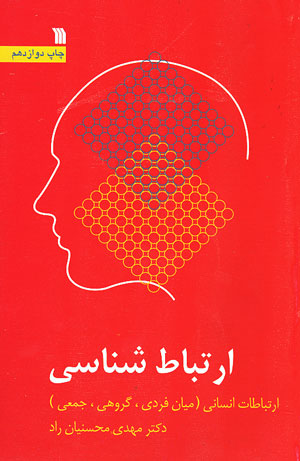 چاپ دوازدهم
ارتباط شناسی
ارتباطات انسانی ( میان فردی ، گروهی ، جمعی )
دکتر مهدی محسنیان راد